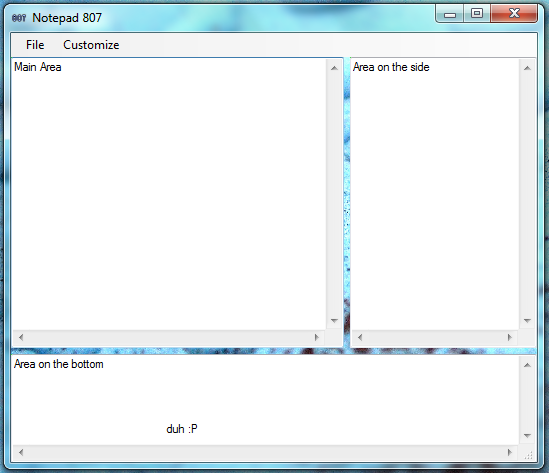 807 Notepad 807
File Customize
Main Area
Area on the side
Area on the bottom
duh :P